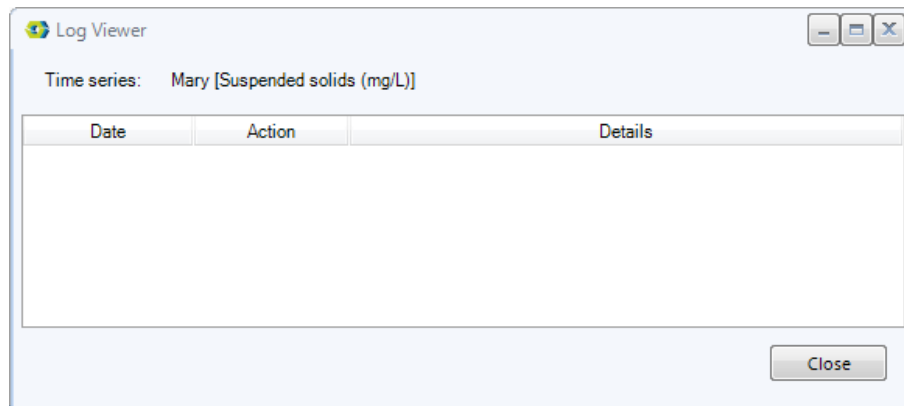 Log Viewer
Time series: Mary [Suspended solids (mg/L)]
Date Action Details
Close